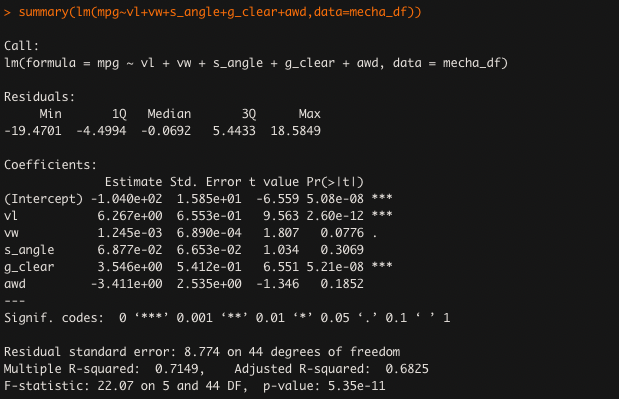 > summary(lm(mpg~vl+vw+s_angle+g_clear+awd,data=mecha_df))

Call:
lm(formula = mpg ~ vl + vw + s_angle + g_clear + awd, data = mecha_df)

Residuals:
     Min       1Q   Median       3Q      Max
-19.4701  -4.4994  -0.0692   5.4433  18.5849

Coefficients:
              Estimate Std. Error t value Pr(>|t|)
(Intercept) -1.040e+02  1.585e+01  -6.559 5.08e-08 ***
vl           6.267e+00  6.553e-01   9.563 2.60e-12 ***
vw           1.245e-03  6.890e-04   1.807   0.0776 .
s_angle      6.877e-02  6.653e-02   1.034   0.3069
g_clear      3.546e+00  5.412e-01   6.551 5.21e-08 ***
awd         -3.411e+00  2.535e+00  -1.346   0.1852
---
Signif. codes:  0 ‘***’ 0.001 ‘**’ 0.01 ‘*’ 0.05 ‘.’ 0.1 ‘ ’ 1

Residual standard error: 8.774 on 44 degrees of freedom
Multiple R-squared:  0.7149,    Adjusted R-squared:  0.6825
F-statistic: 22.07 on 5 and 44 DF,  p-value: 5.35e-11